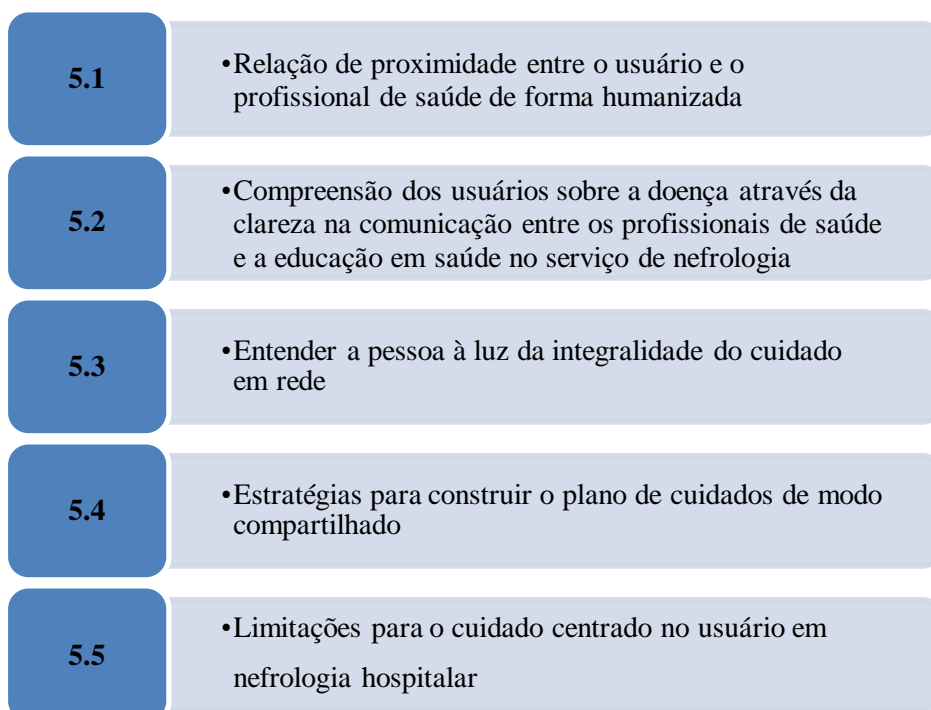 5.1
•Relação de proximidade entre o usuário e o
profissional de saúde de forma humanizada
5.2
•Compreensão dos usuários sobre a doença através da
clareza na comunicação entre os profissionais de saúde
e a educação em saúde no serviço de nefrologia
5.3
•Entender a pessoa à luz da integralidade do cuidado
em rede
5.4
•Estratégias para construir o plano de cuidados de modo
compartilhado
5.5
•Limitações para o cuidado centrado no usuário em
nefrologia hospitalar